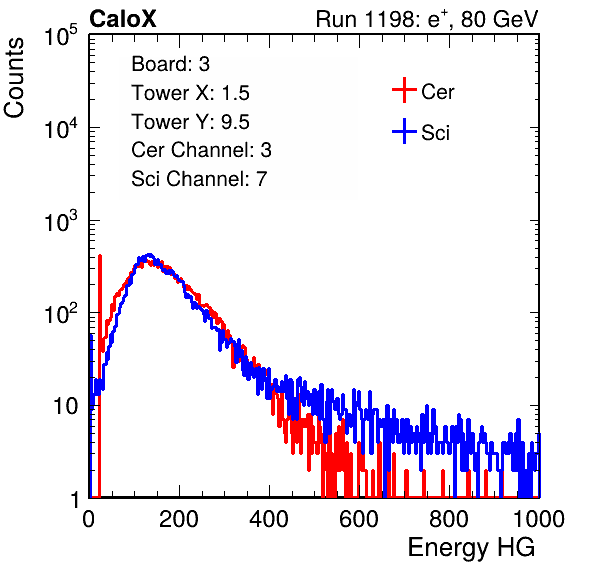 CaloX Run 1198: e⁺, 80 GeV
Counts
Board: 3
Tower X: 1.5
Tower Y: 9.5
Cer Channel: 3
Sci Channel: 7
Cer
Sci
10⁵
10⁴
10³
10²
10
1
0 200 400 600 800 1000
Energy HG